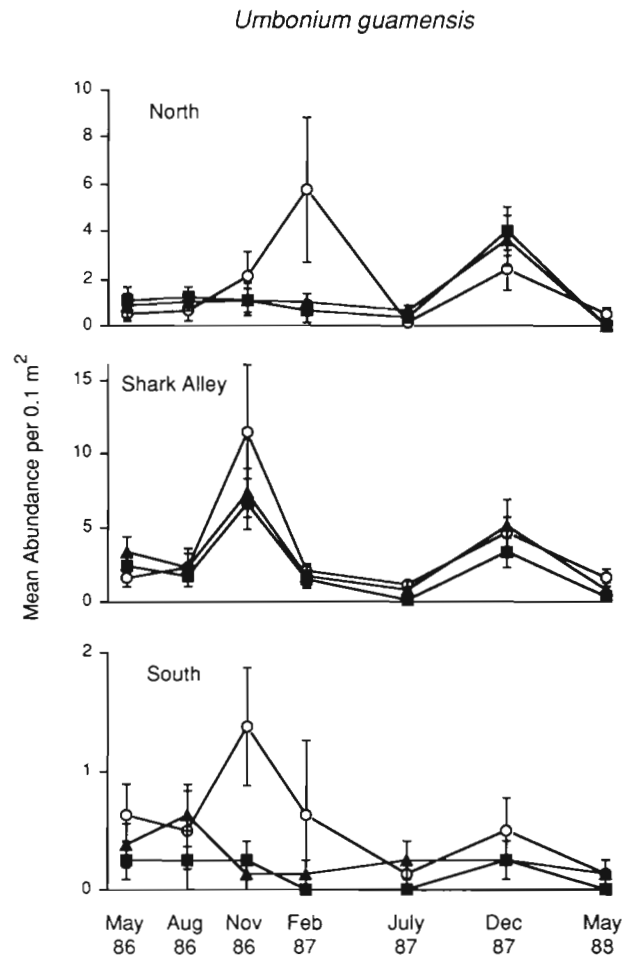 Umbonium guamensis
10
North
8
6
4
2
0
Mean Abundance per 0.1 m²
15
Shark Alley
10
5
0
2
South
1
0
May Aug Nov Feb July Dec May
86 86 86 87 87 87 88